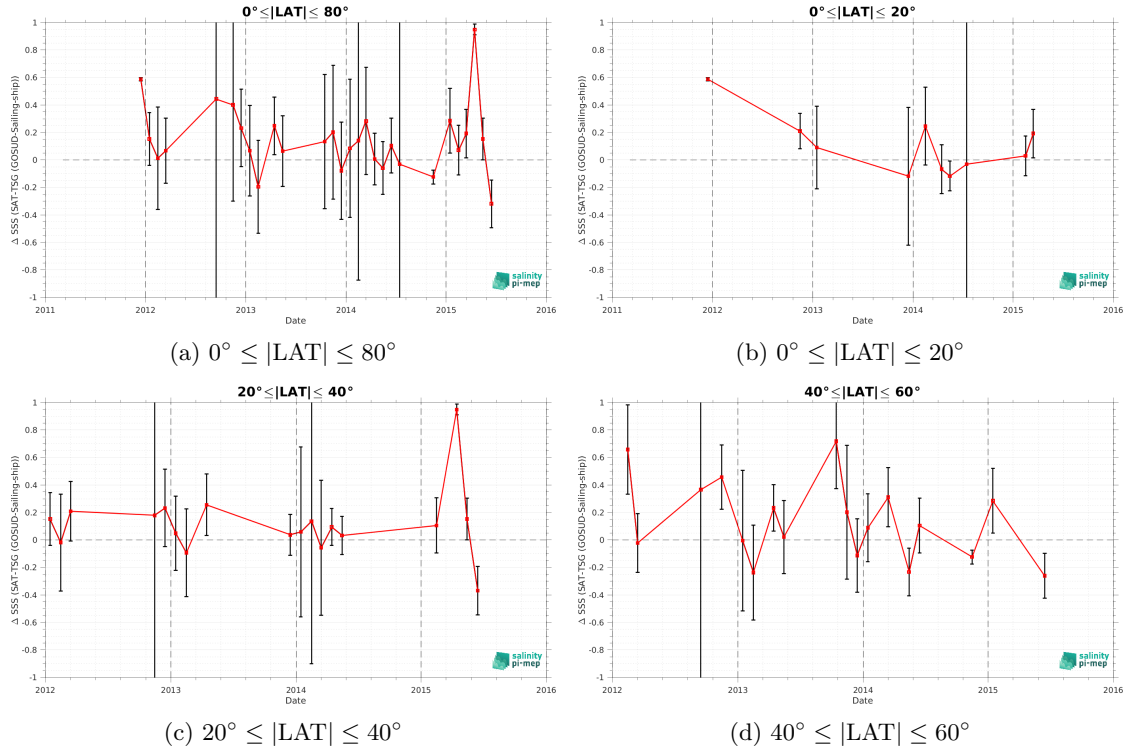 0°≤|LAT|≤ 80°
Δ SSS (SAT-TSG (GOSUD-Sailing-ship))
1
0.8
0.6
0.4
0.2
0
-0.2
-0.4
-0.6
-0.8
-1
2011 2012 2013 2014 2015 2016
Date
salinity
pi-mep
(a) 0° ≤ |LAT| ≤ 80°
0°≤|LAT|≤ 20°
Δ SSS (SAT-TSG (GOSUD-Sailing-ship))
1
0.8
0.6
0.4
0.2
0
-0.2
-0.4
-0.6
-0.8
-1
2011 2012 2013 2014 2015 2016
Date
salinity
pi-mep
(b) 0° ≤ |LAT| ≤ 20°
20°≤|LAT|≤ 40°
Δ SSS (SAT-TSG (GOSUD-Sailing-ship))
1
0.8
0.6
0.4
0.2
0
-0.2
-0.4
-0.6
-0.8
-1
2012 2013 2014 2015 2016
Date
salinity
pi-mep
(c) 20° ≤ |LAT| ≤ 40°
40°≤|LAT|≤ 60°
Δ SSS (SAT-TSG (GOSUD-Sailing-ship))
1
0.8
0.6
0.4
0.2
0
-0.2
-0.4
-0.6
-0.8
-1
2012 2013 2014 2015 2016
Date
salinity
pi-mep
(d) 40° ≤ |LAT| ≤ 60°